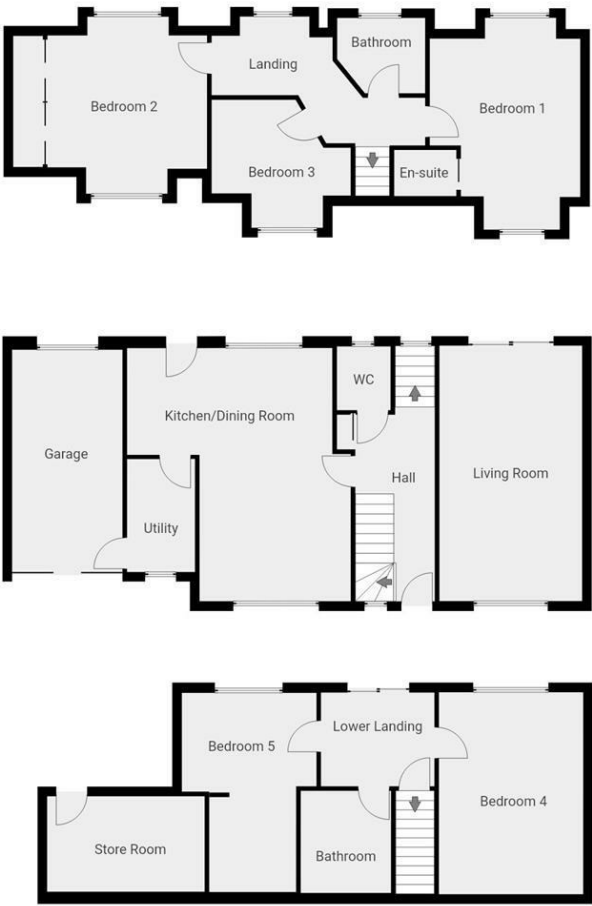 Bathroom
Landing
Bedroom 2
Bedroom 1
Bedroom 3
En-suite
WC
Kitchen/Dining Room
Garage
Hall
Living Room
Utility
Lower Landing
Bedroom 5
Bedroom 4
Store Room
Bathroom